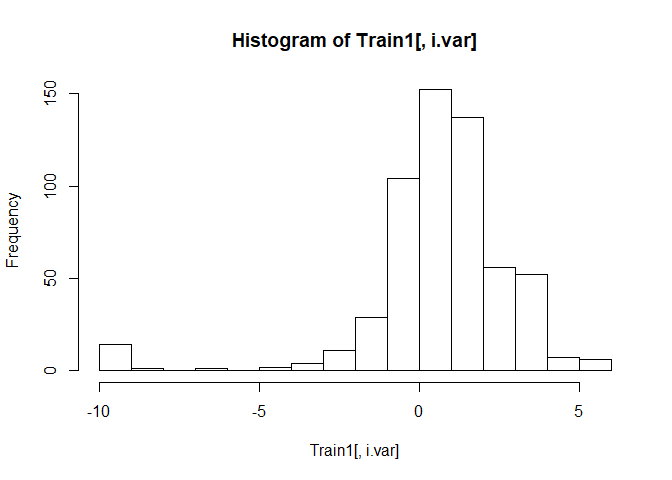 Histogram of Train1[, i.var]
Frequency
150
100
50
0
-10 -5 0 5
Train1[, i.var]